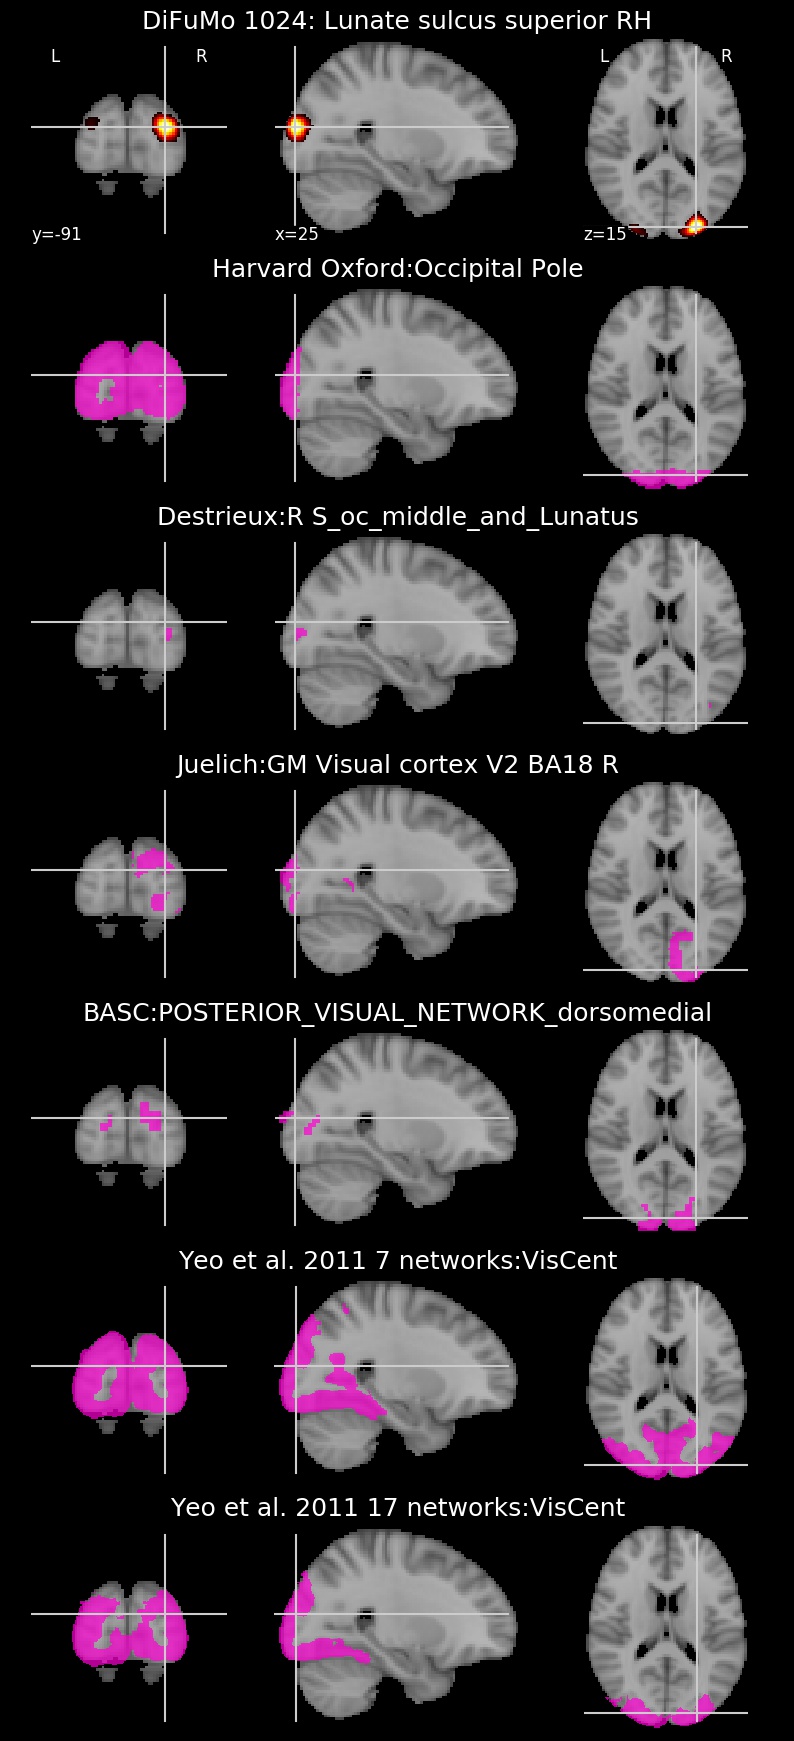 DiFuMo 1024: Lunate sulcus superior RH
L R L R
y=-91 x=25 z=15
Harvard Oxford:Occipital Pole
Destrieux:R S_oc_middle_and_Lunatus
Juelich:GM Visual cortex V2 BA18 R
BASC:POSTERIOR_VISUAL_NETWORK_dorsomedial
Yeo et al. 2011 7 networks:VisCent
Yeo et al. 2011 17 networks:VisCent